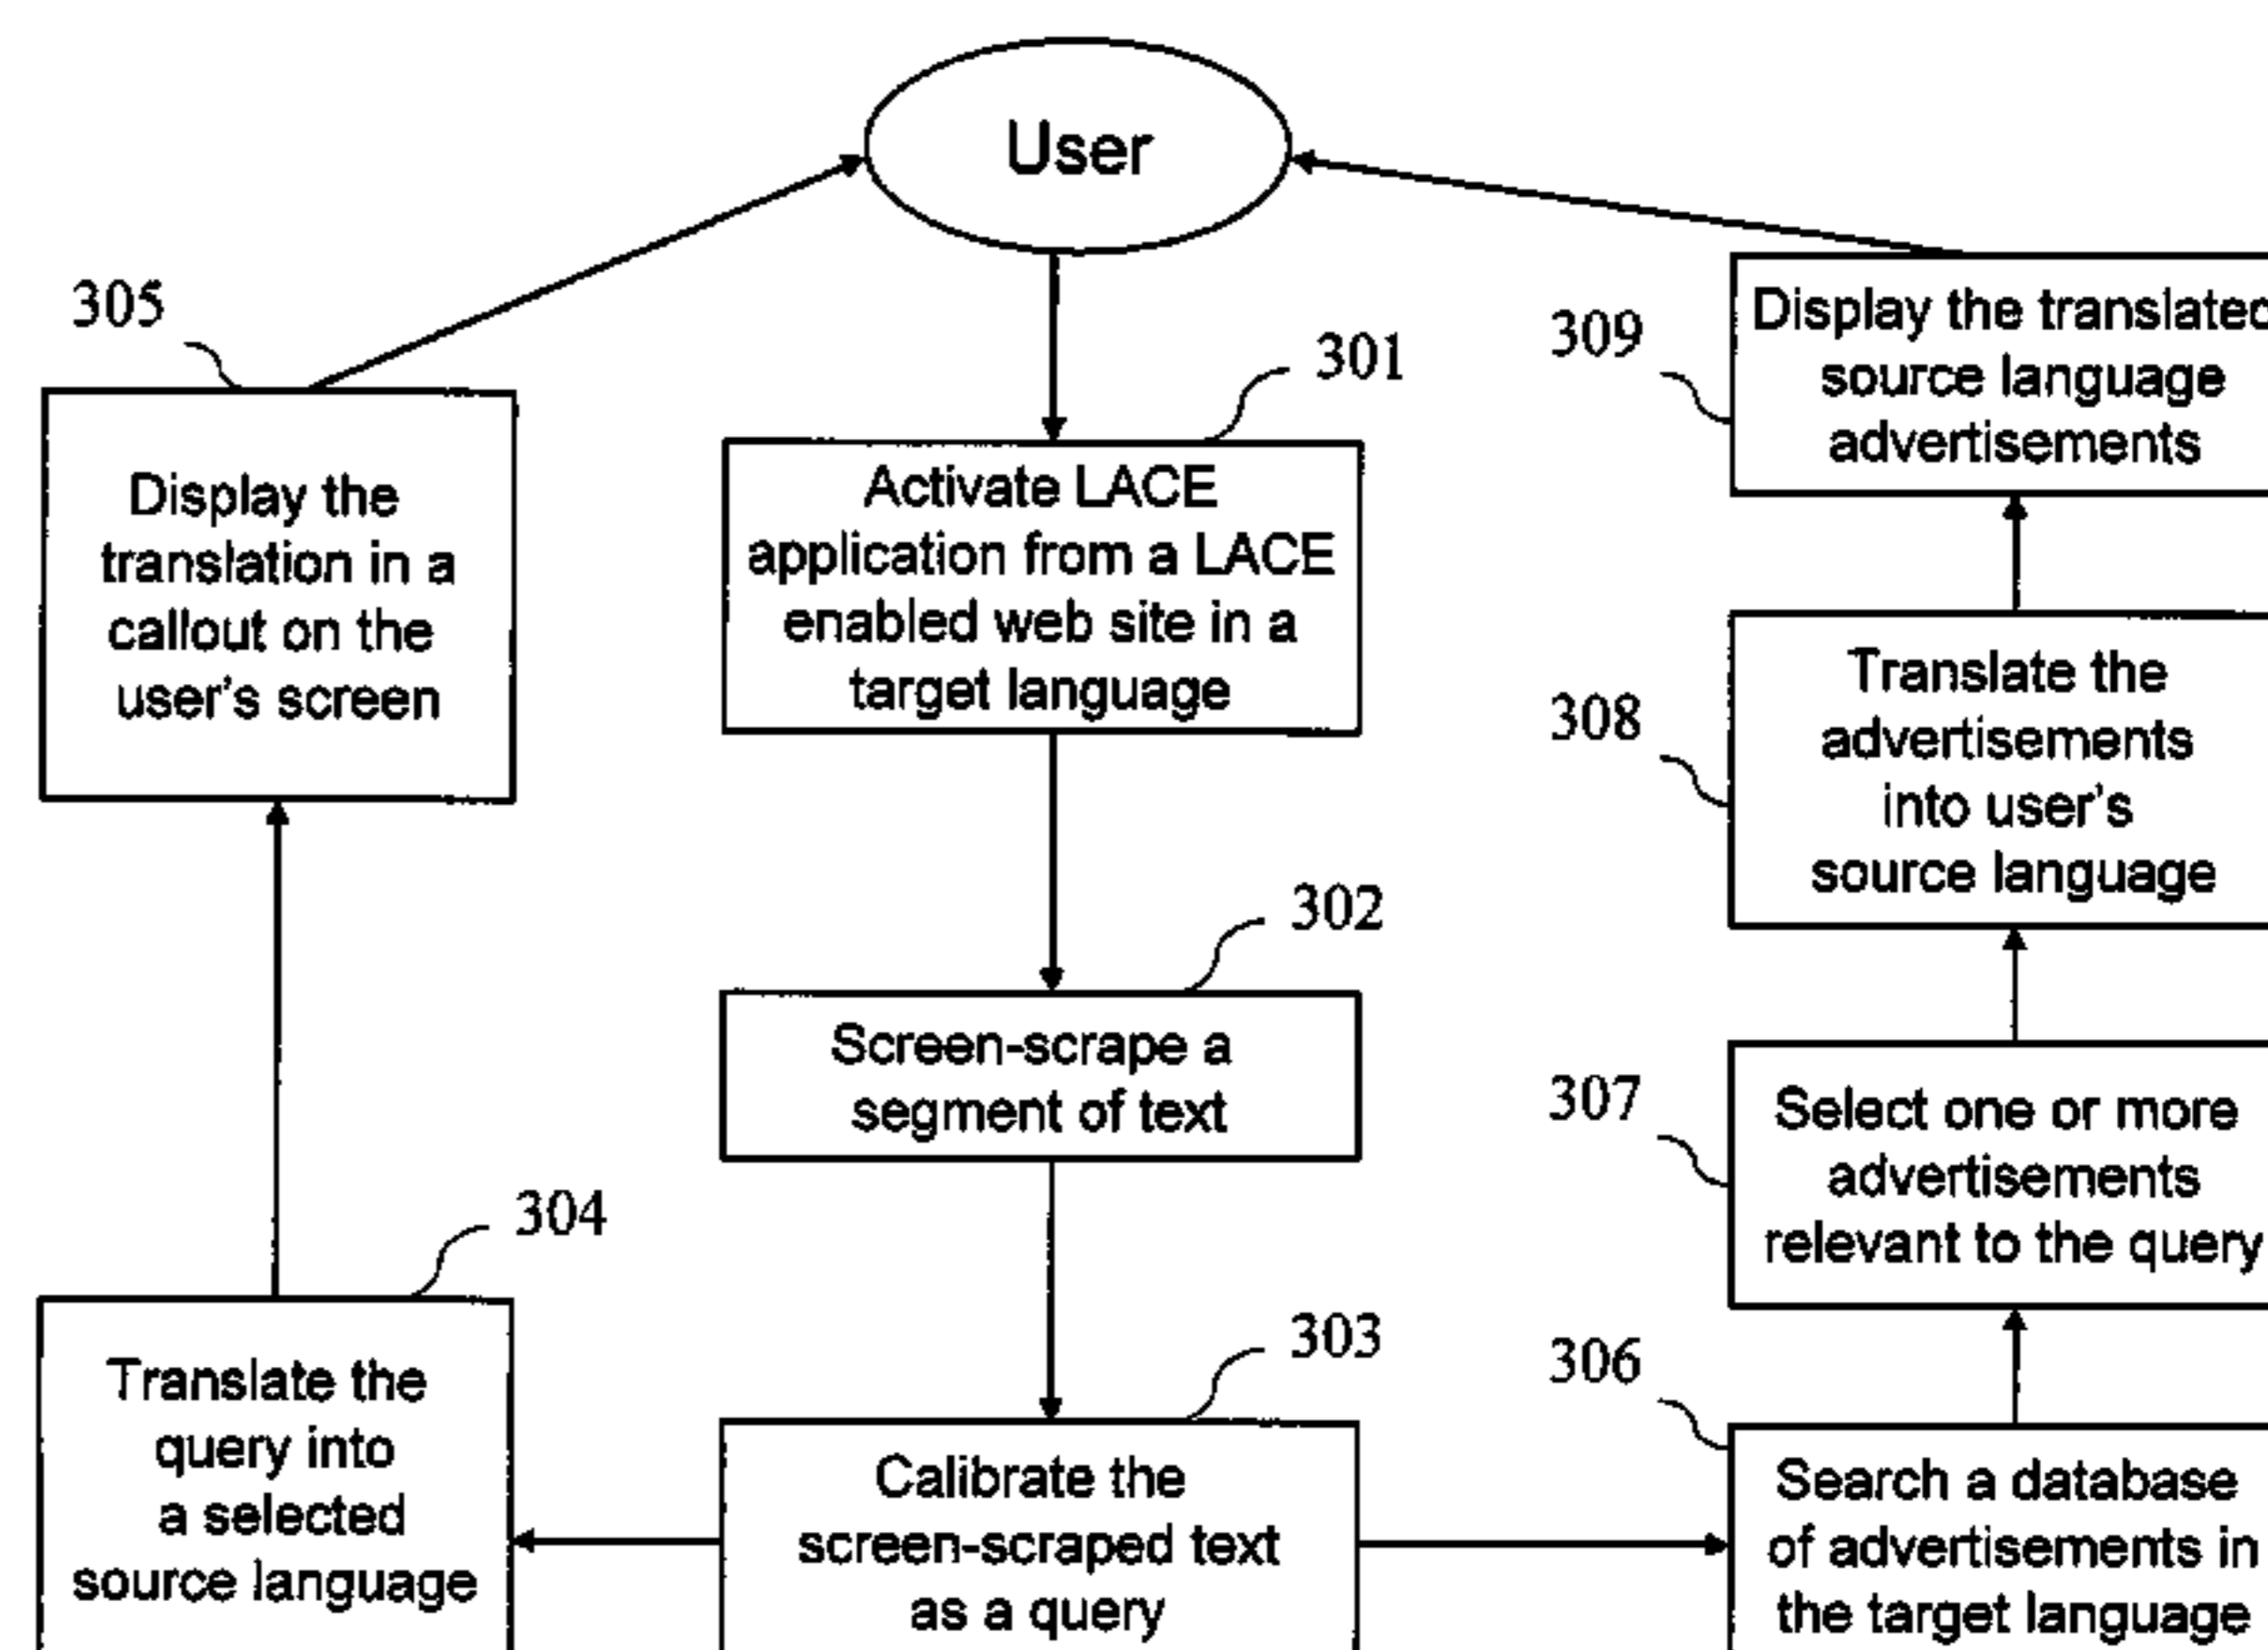 User
305
Display the
translation in a
callout on the
user's screen
301
Activate LACE
application from a LACE
enabled web site in a
target language
309
Display the translated
source language
advertisements
308
Translate the
advertisements
into user's
source language
302
Screen-scrape a
segment of text
307
Select one or more
advertisements
relevant to the query
304
Translate the
query into
a selected
source language
303
Calibrate the
screen-scraped text
as a query
306
Search a database
of advertisements in
the target language